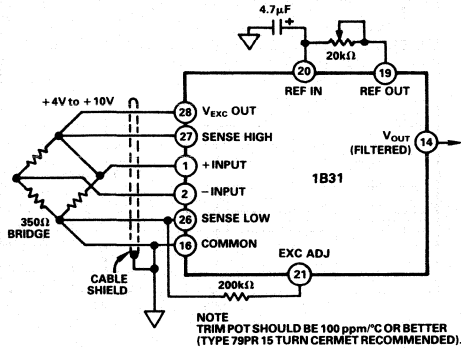 4.7μF
+
20kΩ
20
19
REF IN
REF OUT
+4V to +10V
28
VEXC OUT
27
SENSE HIGH
1
+INPUT
2
−INPUT
26
SENSE LOW
16
COMMON
1B31
VOUT
(FILTERED)
14
350Ω
BRIDGE
CABLE
SHIELD
EXC ADJ
21
200kΩ
NOTE
TRIM POT SHOULD BE 100 ppm/°C OR BETTER
(TYPE 79PR 15 TURN CERMET RECOMMENDED).